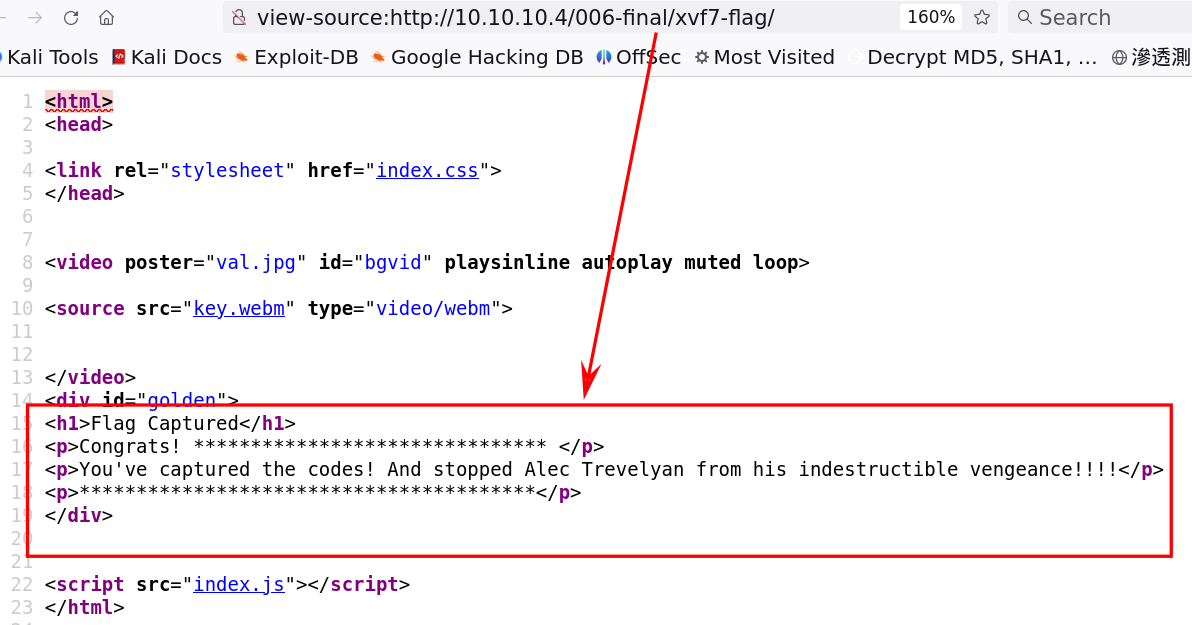 view-source:http://10.10.10.4/006-final/xvf7-flag/ 160% Search
Kali Tools Kali Docs Exploit-DB Google Hacking DB OffSec Most Visited Decrypt MD5, SHA1, ... 滲透測
1 <html>
2 <head>
3
4 <link rel="stylesheet" href="index.css">
5 </head>
6
7
8 <video poster="val.jpg" id="bgvid" playsinline autoplay muted loop>
9
10 <source src="key.webm" type="video/webm">
11
12
13 </video>
14 <div id="golden">
15 <h1>Flag Captured</h1>
16 <p>Congrats! ******************************* </p>
17 <p>You've captured the codes! And stopped Alec Trevelyan from his indestructible vengeance!!!!</p>
18 <p>****************************************</p>
19 </div>
20
21
22 <script src="index.js"></script>
23 </html>